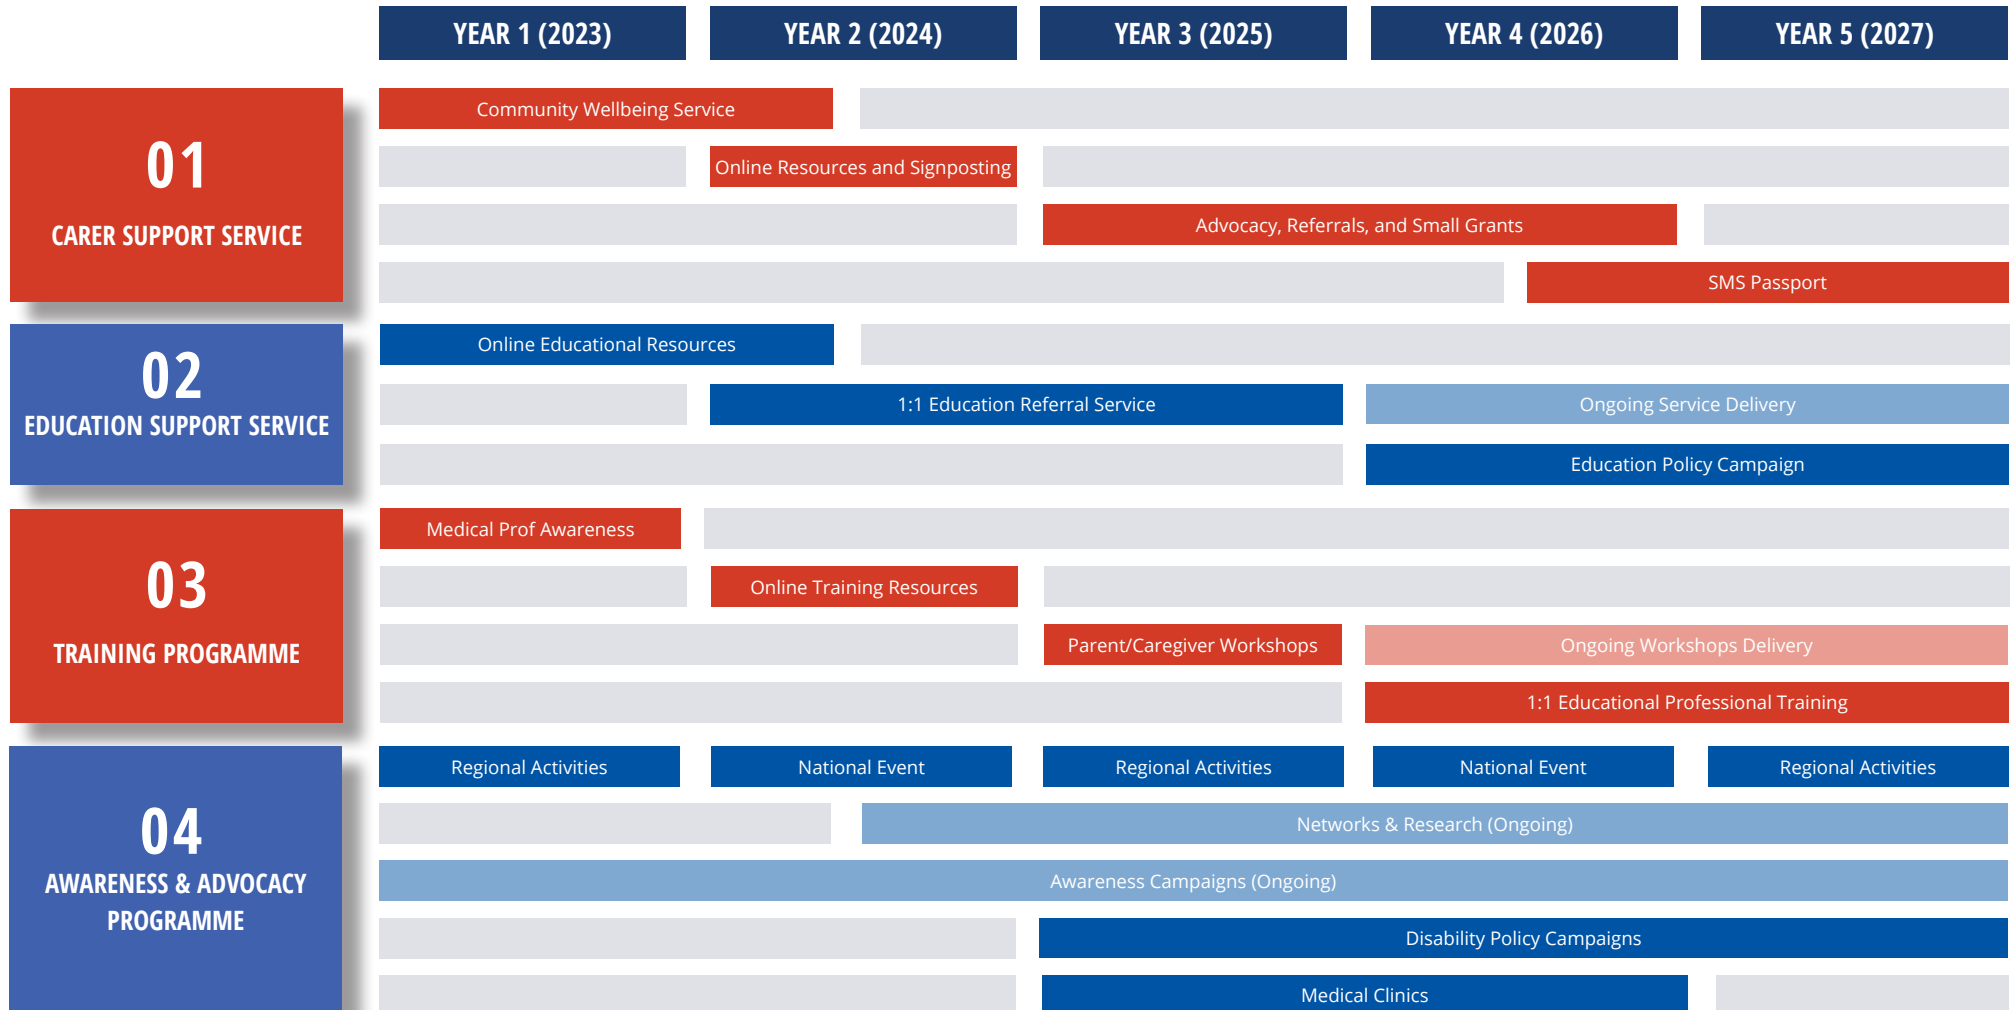 YEAR 1 (2023)
YEAR 2 (2024)
YEAR 3 (2025)
YEAR 4 (2026)
YEAR 5 (2027)
01
CARER SUPPORT SERVICE
Community Wellbeing Service
Online Resources and Signposting
Advocacy, Referrals, and Small Grants
SMS Passport
02
EDUCATION SUPPORT SERVICE
Online Educational Resources
1:1 Education Referral Service
Ongoing Service Delivery
Education Policy Campaign
03
TRAINING PROGRAMME
Medical Prof Awareness
Online Training Resources
Parent/Caregiver Workshops
Ongoing Workshops Delivery
1:1 Educational Professional Training
04
AWARENESS & ADVOCACY
PROGRAMME
Regional Activities
National Event
Regional Activities
National Event
Regional Activities
Networks & Research (Ongoing)
Awareness Campaigns (Ongoing)
Disability Policy Campaigns
Medical Clinics